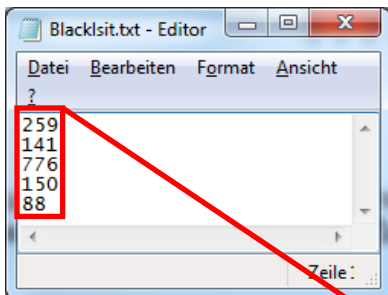 Blacklsit.txt - Editor
Datei Bearbeiten Format Ansicht
?
259
141
776
150
88
Zeile